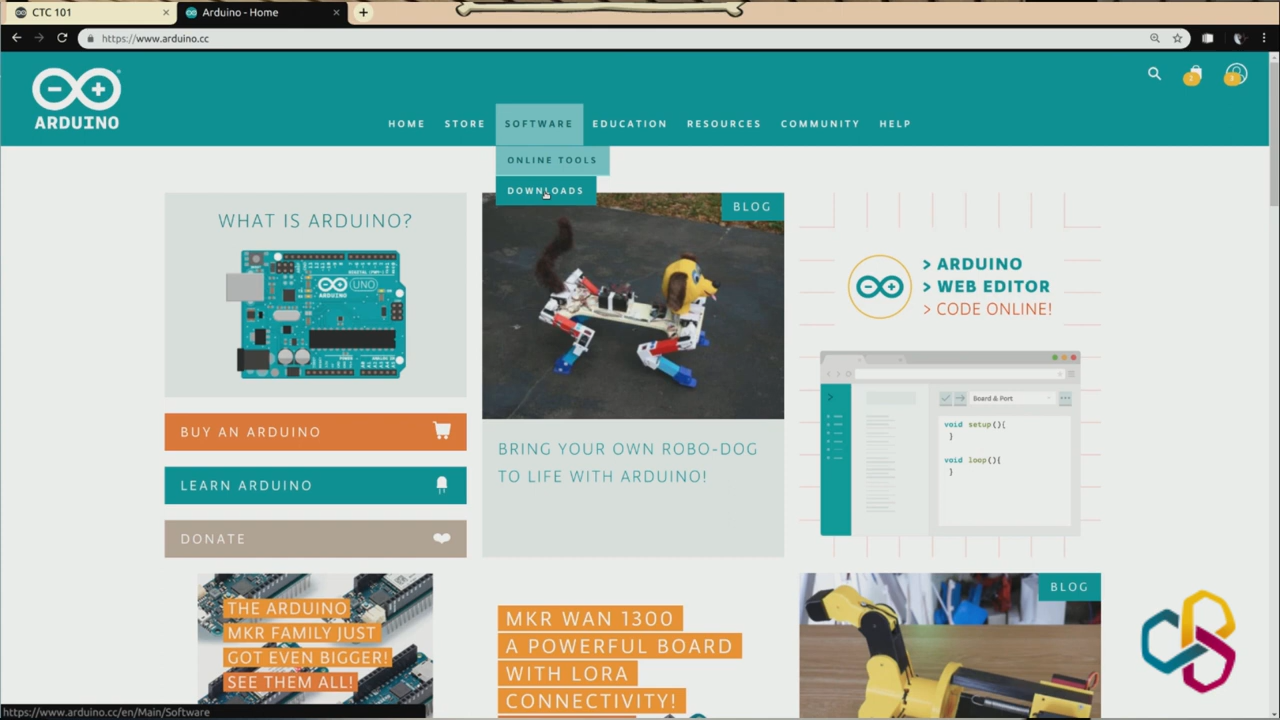 CTC 101
Arduino - Home
https://www.arduino.cc
ARDUINO
HOME STORE SOFTWARE EDUCATION RESOURCES COMMUNITY HELP
ONLINE TOOLS
DOWNLOADS
WHAT IS ARDUINO?
UNO
BUY AN ARDUINO
LEARN ARDUINO
DONATE
BLOG
BRING YOUR OWN ROBO-DOG
TO LIFE WITH ARDUINO!
> ARDUINO
> WEB EDITOR
> CODE ONLINE!
Board & Port
void setup(){
}
void loop(){
}
THE ARDUINO
MKR FAMILY JUST
GOT EVEN BIGGER!
SEE THEM ALL!
MKR WAN 1300
A POWERFUL BOARD
WITH LORA
CONNECTIVITY!
BLOG
https://www.arduino.cc/en/Main/Software